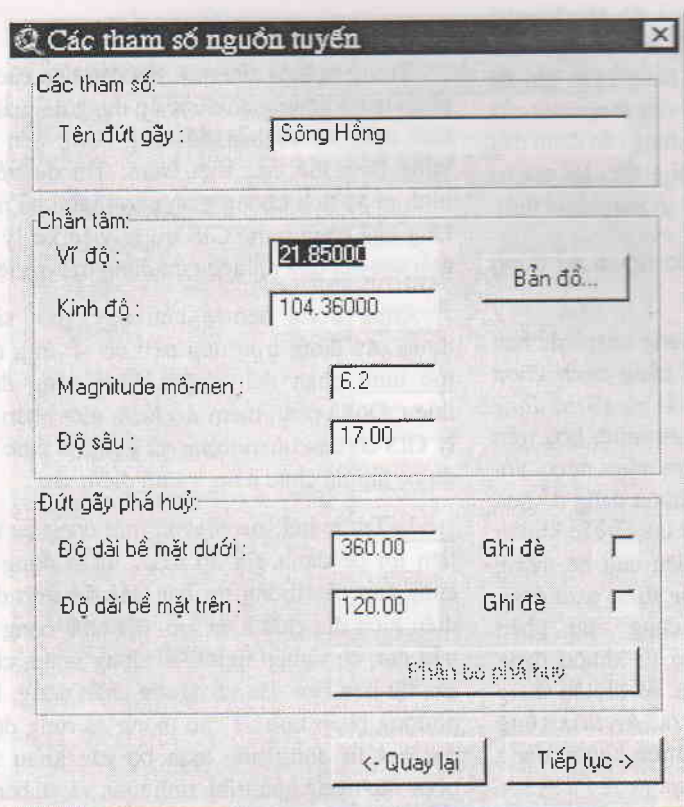 Các tham số nguồn tuyến
Các tham số:
Tên đứt gãy : Sông Hồng
Chấn tâm:
Vĩ độ : 21.85000
Bản đồ...
Kinh độ : 104.36000
Magnitude mô-men : 6.2
Độ sâu : 17.00
Đứt gãy phá huỷ:
Độ dài bề mặt dưới : 360.00 Ghi đè
Độ dài bề mặt trên : 120.00 Ghi đè
Phân bố phá huỷ
<- Quay lại Tiếp tục ->